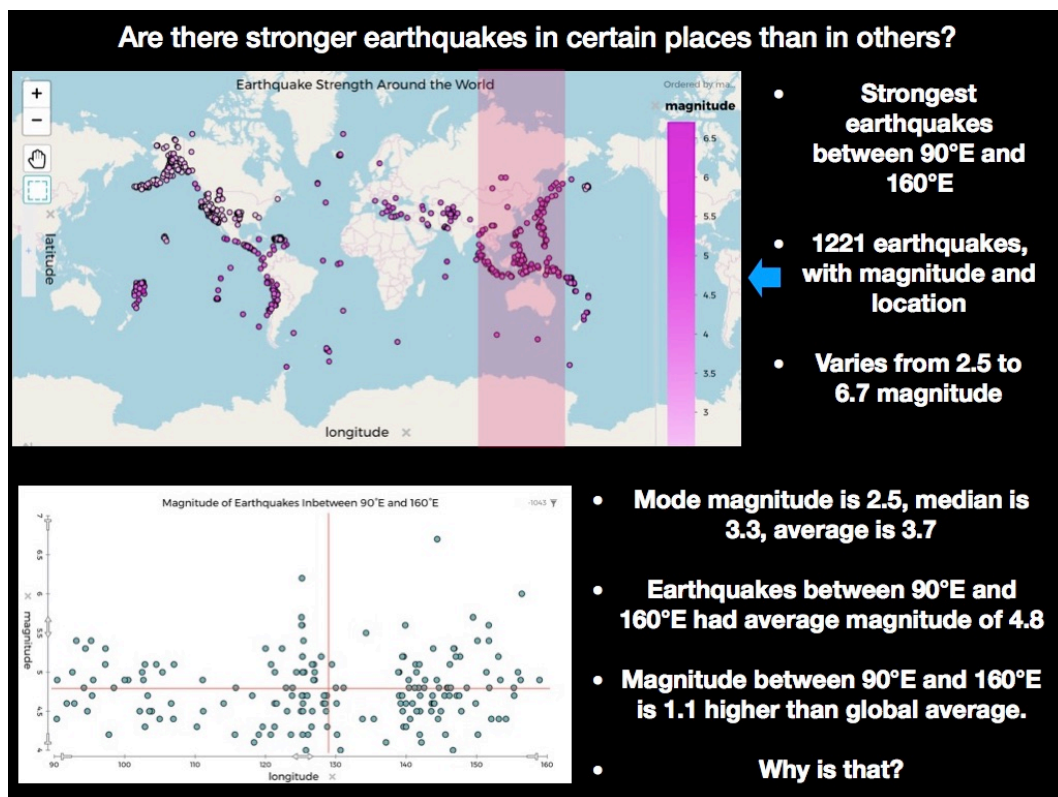 Are there stronger earthquakes in certain places than in others?
Earthquake Strength Around the World
Ordered by ma...
magnitude
+
−
latitude
6.5
6
5.5
5
4.5
4
3.5
3
longitude
• Strongest
earthquakes
between 90°E and
160°E
• 1221 earthquakes,
with magnitude and
location
• Varies from 2.5 to
6.7 magnitude
Magnitude of Earthquakes Inbetween 90°E and 160°E
-1043
7
6.5
6
5.5
5
4.5
4
magnitude
90 100 110 120 130 140 150 160
longitude
• Mode magnitude is 2.5, median is
3.3, average is 3.7
• Earthquakes between 90°E and
160°E had average magnitude of 4.8
• Magnitude between 90°E and 160°E
is 1.1 higher than global average.
• Why is that?